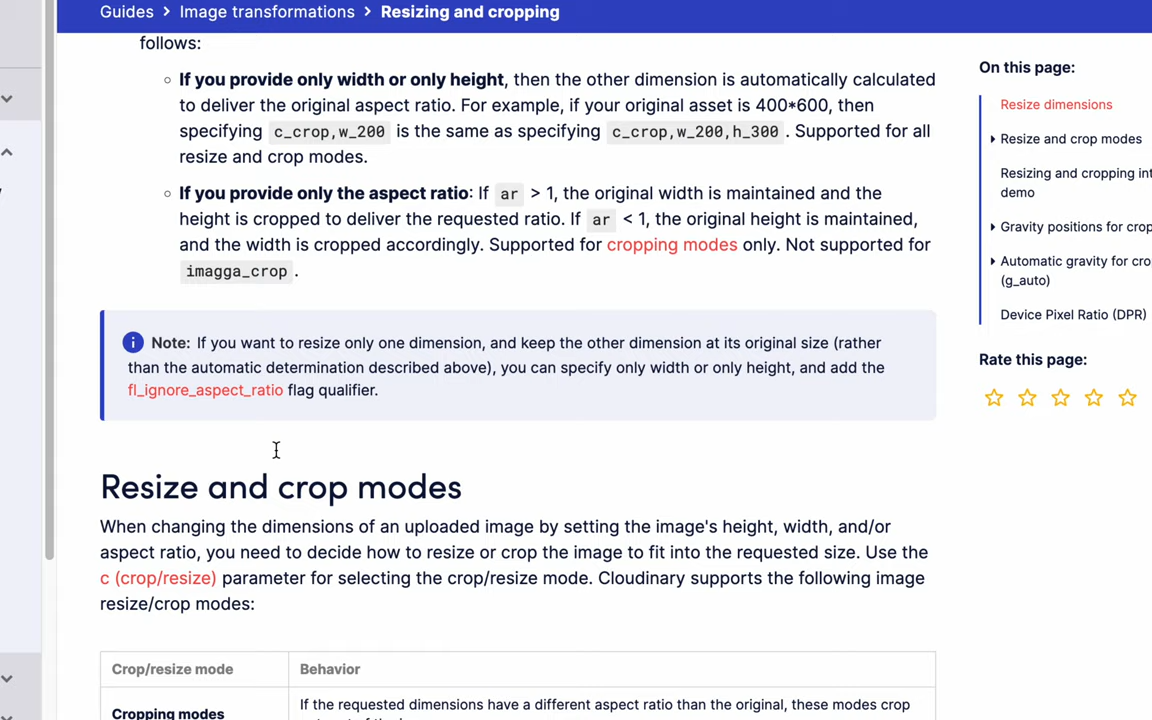 Guides > Image transformations > Resizing and cropping
follows:
If you provide only width or only height, then the other dimension is automatically calculated
to deliver the original aspect ratio. For example, if your original asset is 400*600, then
specifying c_crop,w_200 is the same as specifying c_crop,w_200,h_300 . Supported for all
resize and crop modes.
If you provide only the aspect ratio: If ar > 1, the original width is maintained and the
height is cropped to deliver the requested ratio. If ar < 1, the original height is maintained,
and the width is cropped accordingly. Supported for cropping modes only. Not supported for
imagga_crop .
Note: If you want to resize only one dimension, and keep the other dimension at its original size (rather
than the automatic determination described above), you can specify only width or only height, and add the
fl_ignore_aspect_ratio flag qualifier.
Resize and crop modes
When changing the dimensions of an uploaded image by setting the image's height, width, and/or
aspect ratio, you need to decide how to resize or crop the image to fit into the requested size. Use the
c (crop/resize) parameter for selecting the crop/resize mode. Cloudinary supports the following image
resize/crop modes:
Crop/resize mode Behavior
Cropping modes If the requested dimensions have a different aspect ratio than the original, these modes crop
On this page:
Resize dimensions
Resize and crop modes
Resizing and cropping int
demo
Gravity positions for crop
Automatic gravity for cro
(g_auto)
Device Pixel Ratio (DPR)
Rate this page: